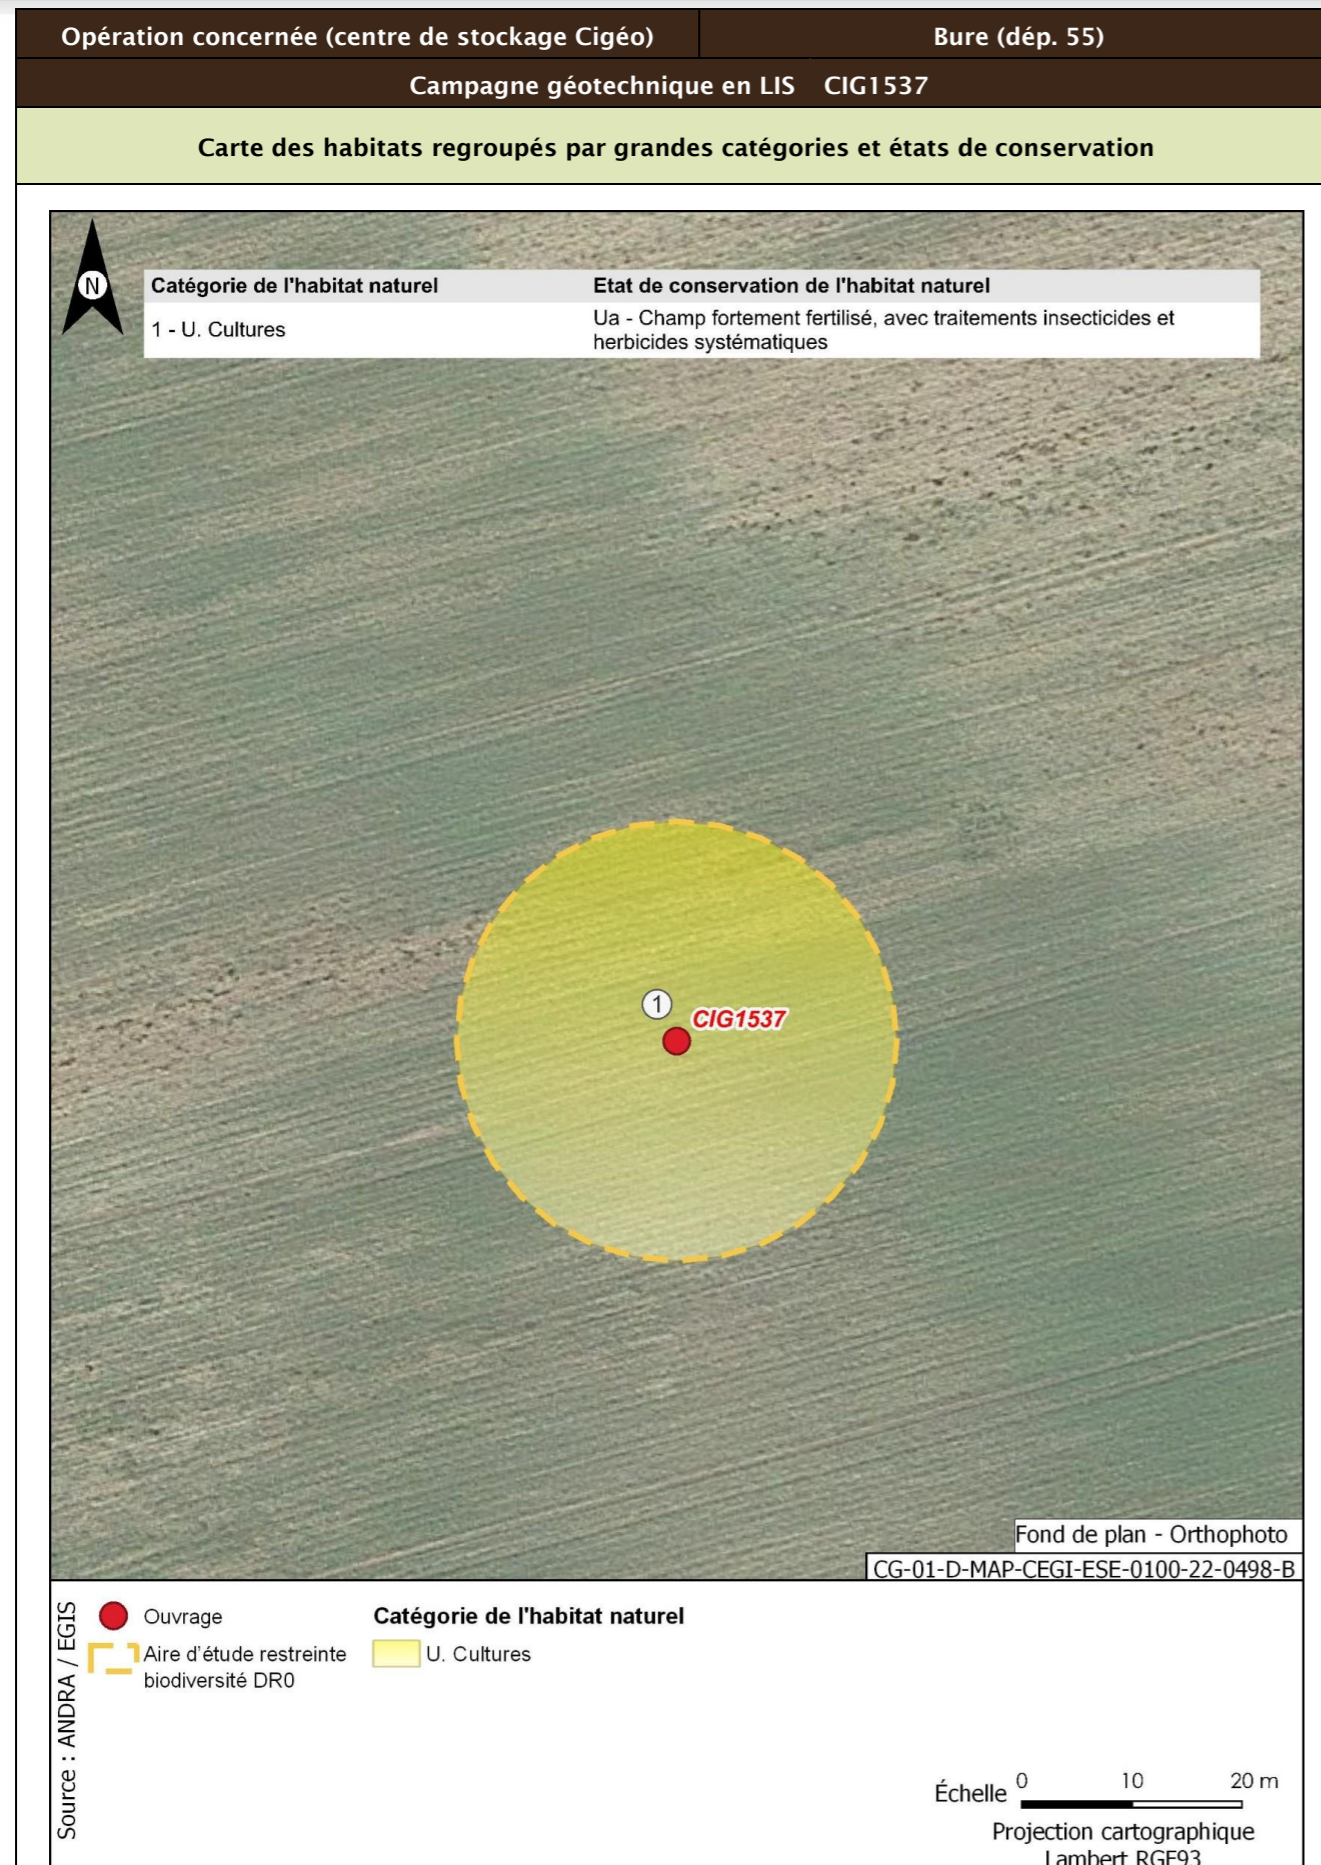 Opération concernée (centre de stockage Cigéo) Bure (dép. 55)
Campagne géotechnique en LIS CIG1537
Carte des habitats regroupés par grandes catégories et états de conservation
N
Catégorie de l'habitat naturel Etat de conservation de l'habitat naturel
1 - U. Cultures Ua - Champ fortement fertilisé, avec traitements insecticides et
herbicides systématiques
1
CIG1537
Fond de plan - Orthophoto
CG-01-D-MAP-CEGI-ESE-0100-22-0498-B
Source : ANDRA / EGIS
Ouvrage
Aire d'étude restreinte
biodiversité DR0
Catégorie de l'habitat naturel
U. Cultures
Échelle 0 10 20 m
Projection cartographique
Lambert RGF93